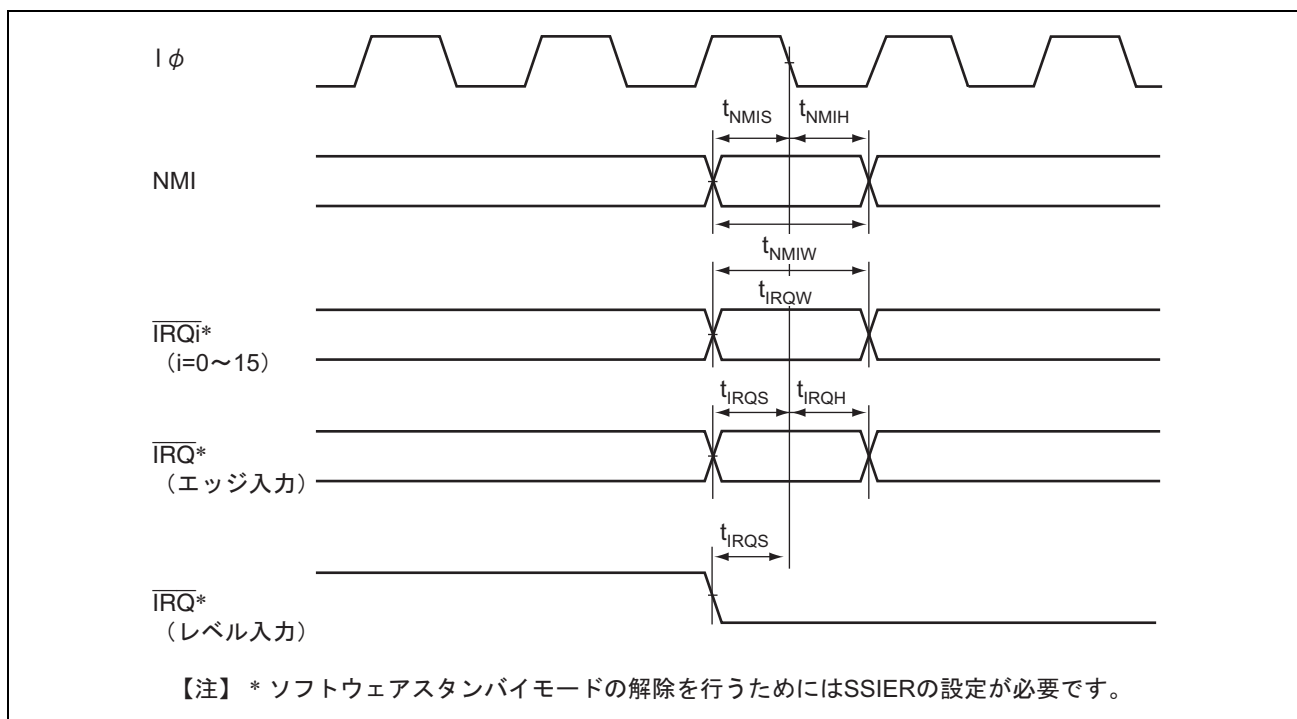 Iφ
tNMIS tNMIH
NMI
tNMIW
tIRQW
IRQi*
(i=0～15)
tIRQS tIRQH
IRQ*
（エッジ入力）
tIRQS
IRQ*
（レベル入力）
【注】 * ソフトウェアスタンバイモードの解除を行うためにはSSIERの設定が必要です。